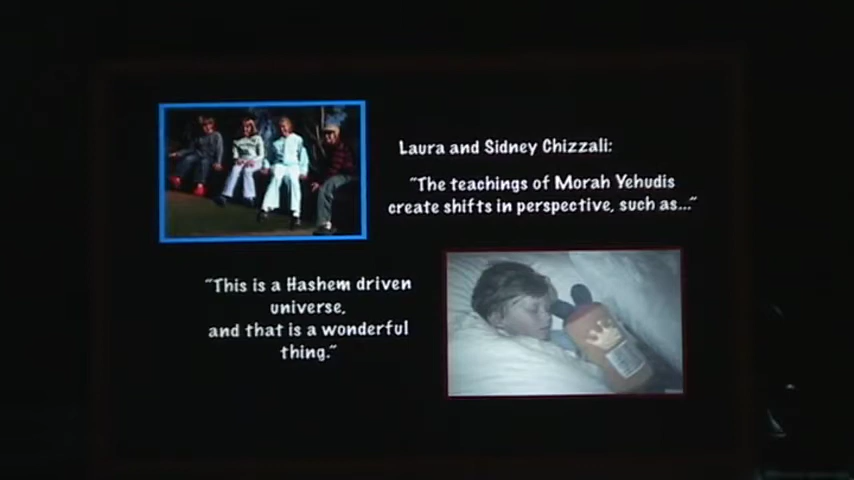 Laura and Sidney Chizzali:
"The teachings of Morah Yehudis
create shifts in perspective, such as..."
"This is a Hashem driven
universe,
and that is a wonderful
thing."